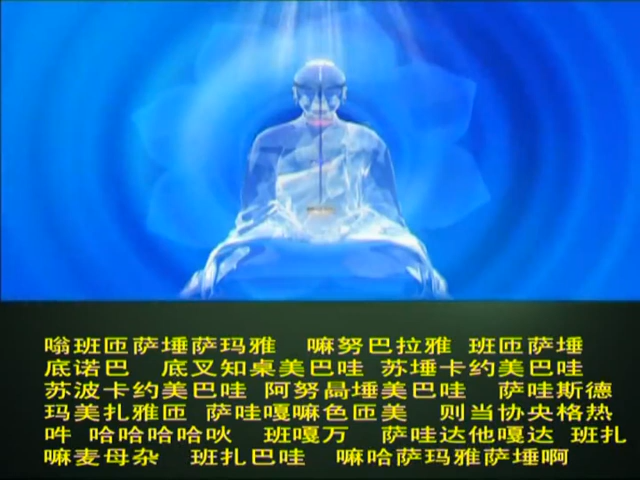 嗡班匝萨埵萨玛雅　嘛努巴拉雅 班匝萨埵
底诺巴　底叉知桌美巴哇 苏埵卡约美巴哇
苏波卡约美巴哇 阿努晶埵美巴哇　萨哇斯德
玛美扎雅匝 萨哇嘎嘛色匝美　则当协央格热
吽 哈哈哈哈吙　班嘎万　萨哇达他嘎达 班扎
嘛麦母杂　班扎巴哇　嘛哈萨玛雅萨埵啊